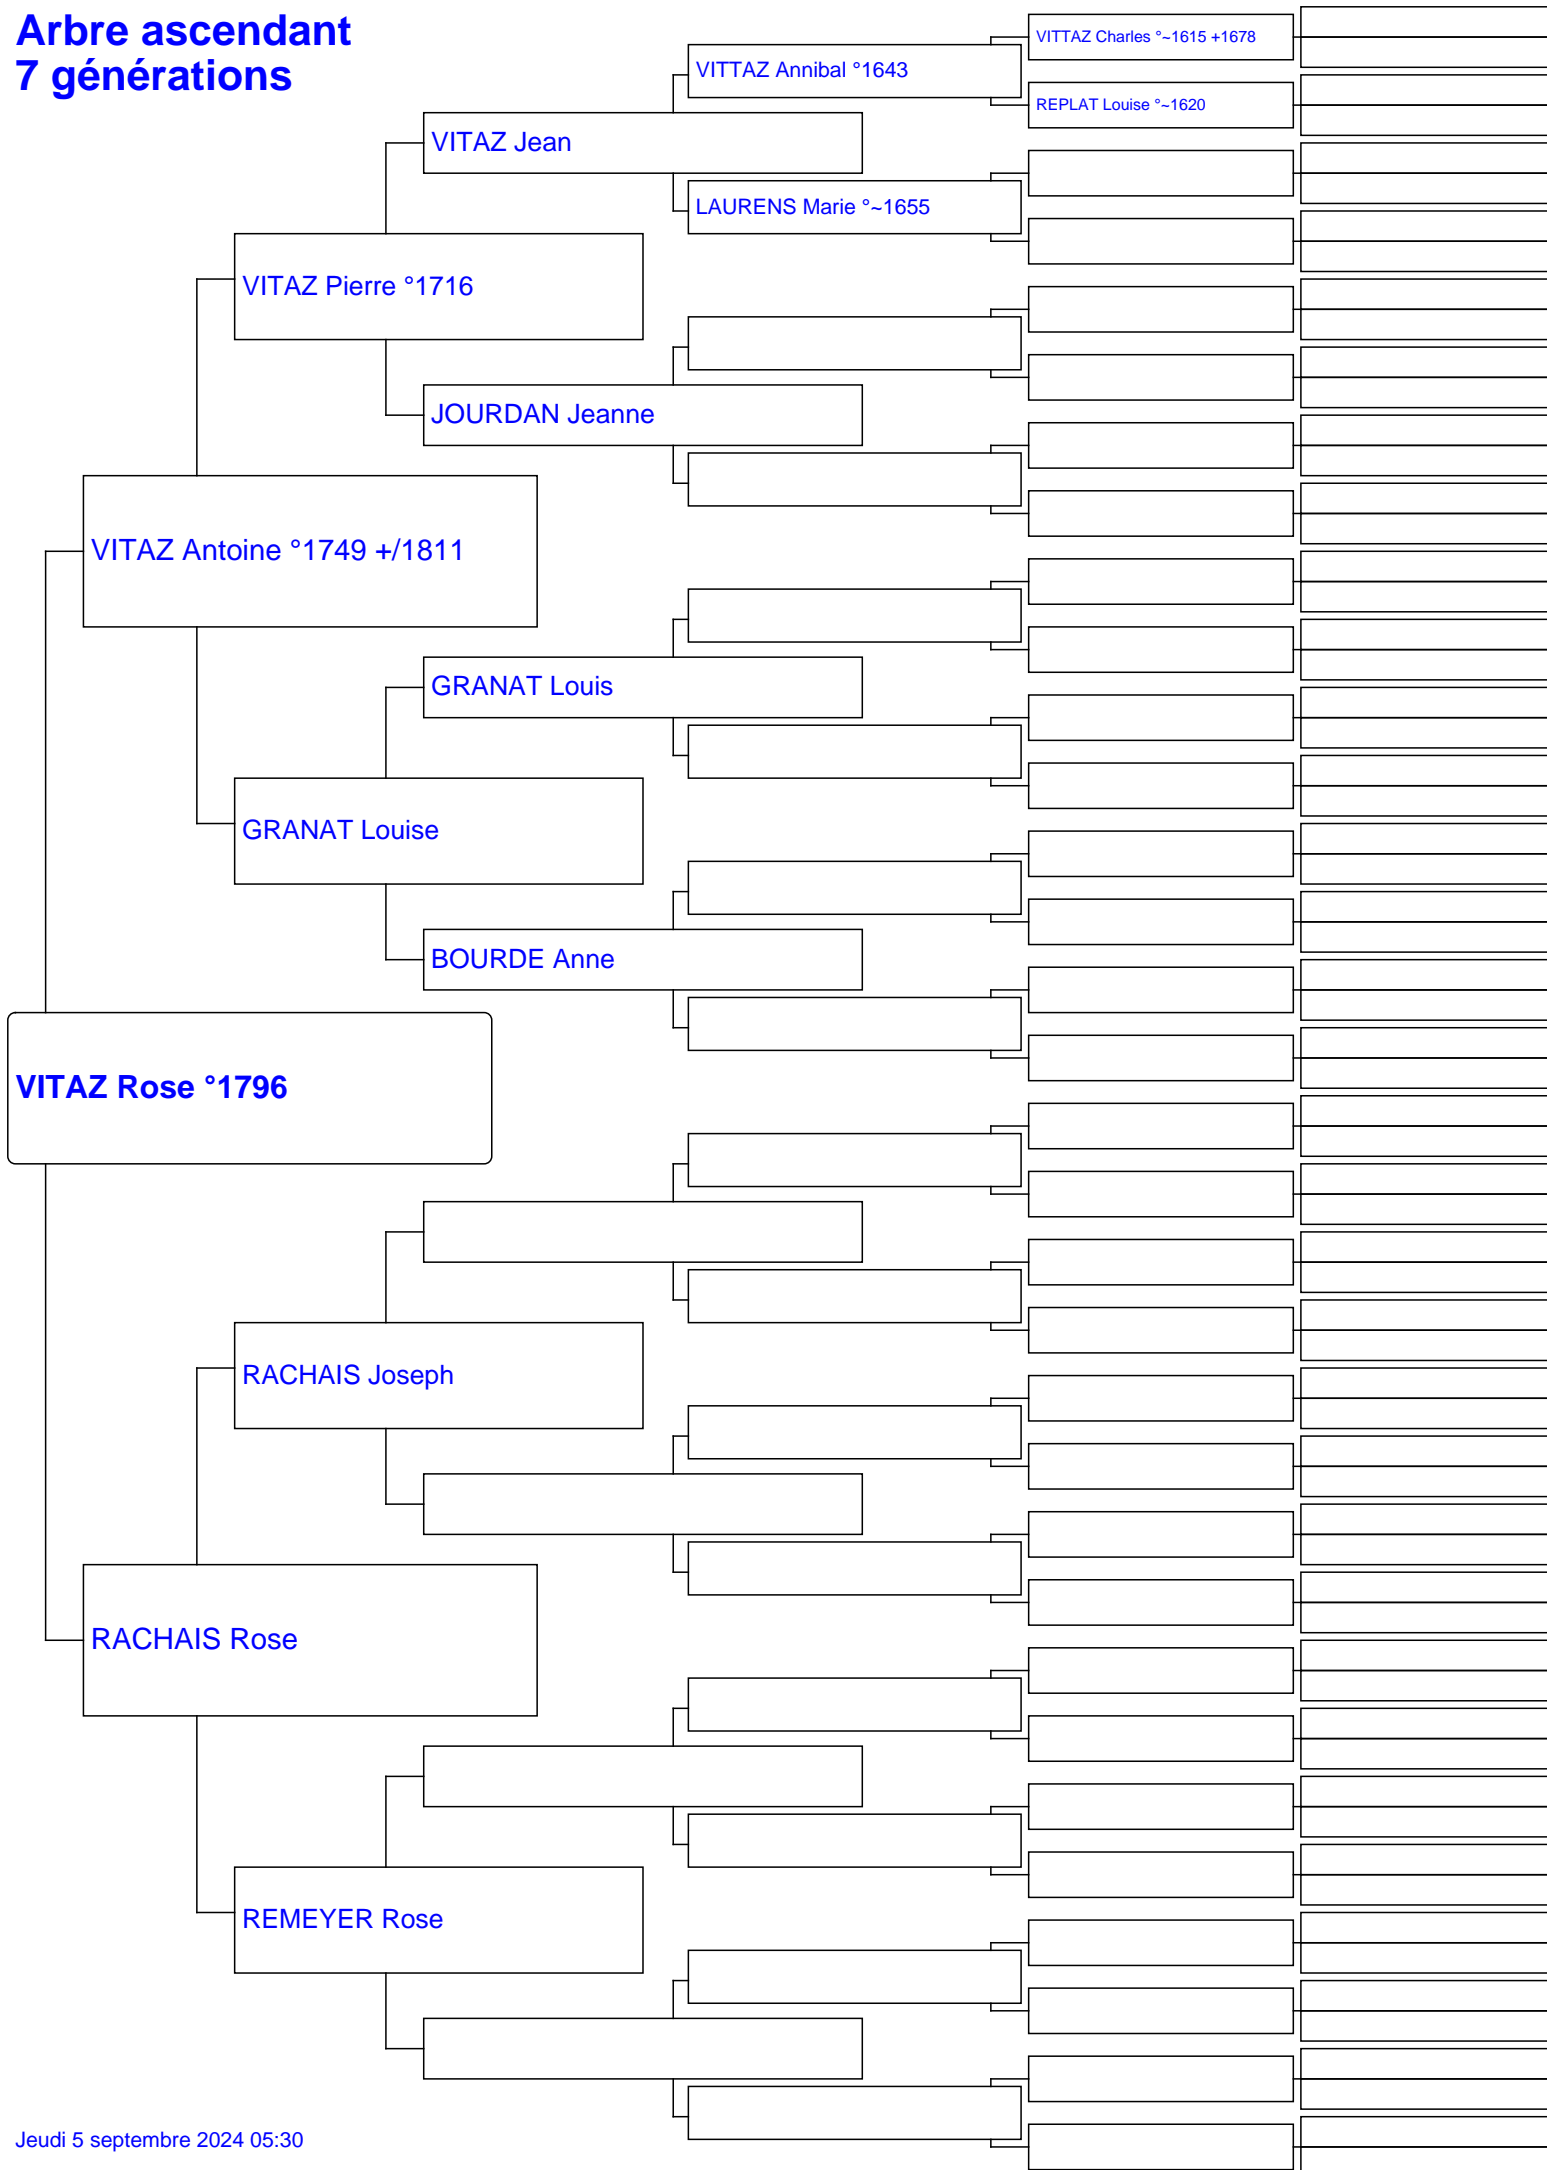 Arbre ascendant
7 générations
VITTAZ Charles °~1615 +1678
VITTAZ Annibal °1643
REPLAT Louise °~1620
VITAZ Jean
LAURENS Marie °~1655
VITAZ Pierre °1716
JOURDAN Jeanne
VITAZ Antoine °1749 +/1811
GRANAT Louis
GRANAT Louise
BOURDE Anne
VITAZ Rose °1796
RACHAIS Joseph
RACHAIS Rose
REMEYER Rose
Jeudi 5 septembre 2024 05:30